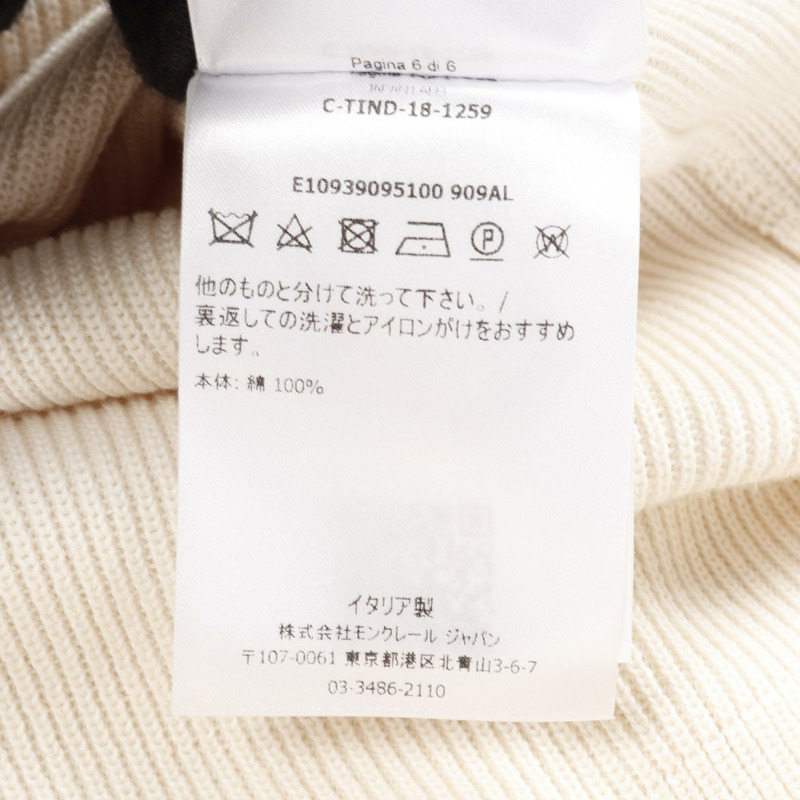 Pagina 6 di 6
JAPAN LABEL
C-TIND-18-1259
E10939095100 909AL
P
W
他のものと分けて洗って下さい。/
裏返しての洗濯とアイロンがけをおすすめ
します。
本体: 綿 100%
イタリア製
株式会社モンクレール ジャパン
〒107-0061 東京都港区北青山3-6-7
03-3486-2110